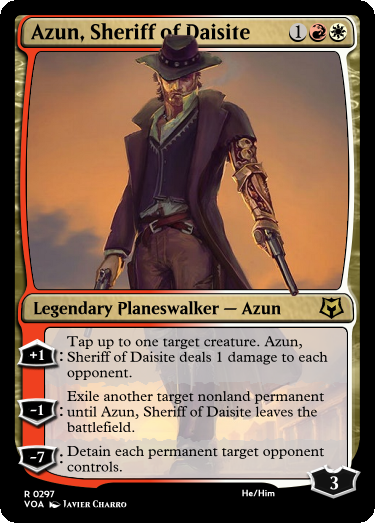 Azun, Sheriff of Daisite 1
Legendary Planeswalker — Azun
+1 : Tap up to one target creature. Azun,
Sheriff of Daisite deals 1 damage to each
opponent.
-1 : Exile another target nonland permanent
until Azun, Sheriff of Daisite leaves the
battlefield.
-7 : Detain each permanent target opponent
controls.
3
R 0297 He/Him
VOA Javier Charro